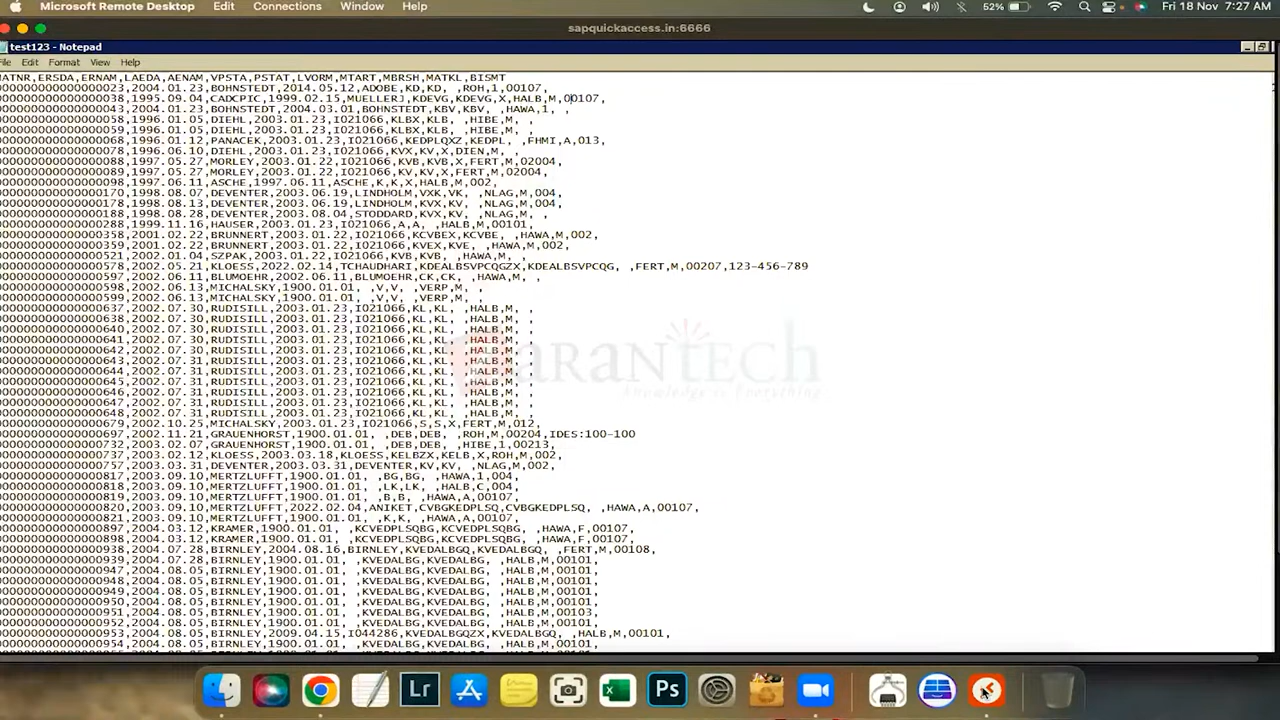 Microsoft Remote Desktop Edit Connections Window Help 52% Fri 18 Nov 7:27 AM
sapquickaccess.in:6666
test123 - Notepad
File Edit Format View Help
MATNR,ERSDA,ERNAM,LAEDA,AENAM,VPSTA,PSTAT,LVORM,MTART,MBRSH,MATKL,BISMT
000000000000000023,2004.01.23,BOHNSTEDT,2014.05.12,ADOBE,KD,KD, ,ROH,1,00107,
000000000000000038,1995.09.04,CADCPIC,1999.02.15,MUELLERJ,KDEVG,KDEVG,X,HALB,M,00107,
000000000000000043,2004.01.23,BOHNSTEDT,2004.03.01,BOHNSTEDT,KBV,KBV, ,HAWA,1, ,
000000000000000058,1996.01.05,DIEHL,2003.01.23,I021066,KLBX,KLB, ,HIBE,M, ,
000000000000000059,1996.01.05,DIEHL,2003.01.23,I021066,KLBX,KLB, ,HIBE,M, ,
000000000000000068,1996.01.12,PANACEK,2003.01.23,I021066,KEDPLQXZ,KEDPL, ,FHMI,A,013,
000000000000000078,1996.06.10,DIEHL,2003.01.23,I021066,KVX,KV,X,DIEN,M, ,
000000000000000088,1997.05.27,MORLEY,2003.01.22,I021066,KVB,KVB,X,FERT,M,02004,
000000000000000089,1997.05.27,MORLEY,2003.01.22,I021066,KVX,KV,X,FERT,M,02004,
000000000000000098,1997.06.11,ASCHE,1997.06.11,ASCHE,K,K,X,HALB,M,002,
000000000000000170,1998.08.07,DEVENTER,2003.06.19,LINDHOLM,VXK,VK, ,NLAG,M,004,
000000000000000178,1998.08.13,DEVENTER,2003.06.19,LINDHOLM,KVX,KV, ,NLAG,M,004,
000000000000000188,1998.08.28,DEVENTER,2003.08.04,STODDARD,KVX,KV, ,NLAG,M, ,
000000000000000288,1999.11.16,HAUSER,2003.01.23,I021066,A,A, ,HALB,M,00101,
000000000000000358,2001.02.22,BRUNNERT,2003.01.22,I021066,KCVBEX,KCVBE, ,HAWA,M,002,
000000000000000359,2001.02.22,BRUNNERT,2003.01.22,I021066,KVEX,KVE, ,HAWA,M,002,
000000000000000521,2002.01.04,SZPAK,2003.01.22,I021066,KVB,KVB, ,HAWA,M, ,
000000000000000578,2002.05.21,KLOESS,2022.02.14,TCHAUDHARI,KDEALBSVPCQGZX,KDEALBSVPCQG, ,FERT,M,00207,123-456-789
000000000000000597,2002.06.11,BLUMOEHR,2002.06.11,BLUMOEHR,CK,CK, ,HAWA,M, ,
000000000000000598,2002.06.13,MICHALSKY,1900.01.01, ,V,V, ,VERP,M, ,
000000000000000599,2002.06.13,MICHALSKY,1900.01.01, ,V,V, ,VERP,M, ,
000000000000000637,2002.07.30,RUDISILL,2003.01.23,I021066,KL,KL, ,HALB,M, ,
000000000000000638,2002.07.30,RUDISILL,2003.01.23,I021066,KL,KL, ,HALB,M, ,
000000000000000640,2002.07.30,RUDISILL,2003.01.23,I021066,KL,KL, ,HALB,M, ,
000000000000000641,2002.07.30,RUDISILL,2003.01.23,I021066,KL,KL, ,HALB,M, ,
000000000000000642,2002.07.30,RUDISILL,2003.01.23,I021066,KL,KL, ,HALB,M, ,
000000000000000643,2002.07.31,RUDISILL,2003.01.23,I021066,KL,KL, ,HALB,M, ,
000000000000000644,2002.07.31,RUDISILL,2003.01.23,I021066,KL,KL, ,HALB,M, ,
000000000000000645,2002.07.31,RUDISILL,2003.01.23,I021066,KL,KL, ,HALB,M, ,
000000000000000646,2002.07.31,RUDISILL,2003.01.23,I021066,KL,KL, ,HALB,M, ,
000000000000000647,2002.07.31,RUDISILL,2003.01.23,I021066,KL,KL, ,HALB,M, ,
000000000000000648,2002.07.31,RUDISILL,2003.01.23,I021066,KL,KL, ,HALB,M, ,
000000000000000679,2002.10.25,MICHALSKY,2003.01.23,I021066,S,S,X,FERT,M,012,
000000000000000697,2002.11.21,GRAUENHORST,1900.01.01, ,DEB,DEB, ,ROH,M,00204,IDES:100-100
000000000000000732,2003.02.07,GRAUENHORST,1900.01.01, ,DEB,DEB, ,HIBE,1,00213,
000000000000000737,2003.02.12,KLOESS,2003.03.18,KLOESS,KELBZX,KELB,X,ROH,M,002,
000000000000000757,2003.03.31,DEVENTER,2003.03.31,DEVENTER,KV,KV, ,NLAG,M,002,
000000000000000817,2003.09.10,MERTZLUFFT,1900.01.01, ,BG,BG, ,HAWA,1,004,
000000000000000818,2003.09.10,MERTZLUFFT,1900.01.01, ,LK,LK, ,HALB,C,004,
000000000000000819,2003.09.10,MERTZLUFFT,1900.01.01, ,B,B, ,HAWA,A,00107,
000000000000000820,2003.09.10,MERTZLUFFT,2022.02.04,ANIKET,CVBGKEDPLSQ,CVBGKEDPLSQ, ,HAWA,A,00107,
000000000000000821,2003.09.10,MERTZLUFFT,1900.01.01, ,K,K, ,HAWA,A,00107,
000000000000000897,2004.03.12,KRAMER,1900.01.01, ,KCVEDPLSQBG,KCVEDPLSQBG, ,HAWA,F,00107,
000000000000000898,2004.03.12,KRAMER,1900.01.01, ,KCVEDPLSQBG,KCVEDPLSQBG, ,HAWA,F,00107,
000000000000000938,2004.07.28,BIRNLEY,2004.08.16,BIRNLEY,KVEDALBGQ,KVEDALBGQ, ,FERT,M,00108,
000000000000000939,2004.07.28,BIRNLEY,1900.01.01, ,KVEDALBG,KVEDALBG, ,HALB,M,00101,
000000000000000947,2004.08.05,BIRNLEY,1900.01.01, ,KVEDALBG,KVEDALBG, ,HALB,M,00101,
000000000000000948,2004.08.05,BIRNLEY,1900.01.01, ,KVEDALBG,KVEDALBG, ,HALB,M,00101,
000000000000000949,2004.08.05,BIRNLEY,1900.01.01, ,KVEDALBG,KVEDALBG, ,HALB,M,00101,
000000000000000950,2004.08.05,BIRNLEY,1900.01.01, ,KVEDALBG,KVEDALBG, ,HALB,M,00101,
000000000000000951,2004.08.05,BIRNLEY,1900.01.01, ,KVEDALBG,KVEDALBG, ,HALB,M,00103,
000000000000000952,2004.08.05,BIRNLEY,1900.01.01, ,KVEDALBG,KVEDALBG, ,HALB,M,00101,
000000000000000953,2004.08.05,BIRNLEY,2009.04.15,I044286,KVEDALBGQZX,KVEDALBGQ, ,HALB,M,00101,
000000000000000954,2004.08.05,BIRNLEY,1900.01.01, ,KVEDALBG,KVEDALBG, ,HALB,M,00101,
ZARANTECH
Knowledge is Everything
Lr
Ps